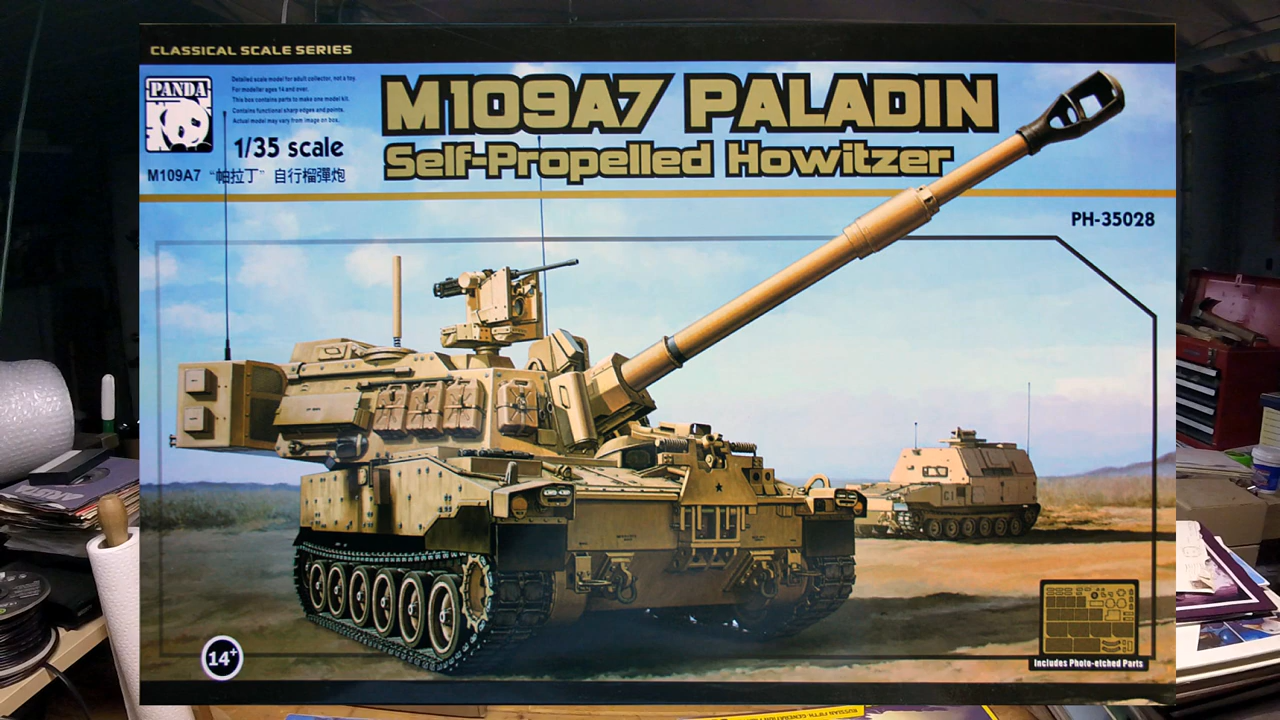 CLASSICAL SCALE SERIES
PANDA
Detailed scale model for adult collector, not a toy.
For modeller ages 14 and over.
This box contains parts to make one model kit.
Contains functional sharp edges and points.
Actual model may vary from image on box.
1/35 scale
M109A7 “帕拉丁” 自行榴彈炮
M109A7 PALADIN
Self-Propelled Howitzer
PH-35028
C1
14+
Includes Photo-etched Parts
RUSSIAN FIFTH-GENERATION